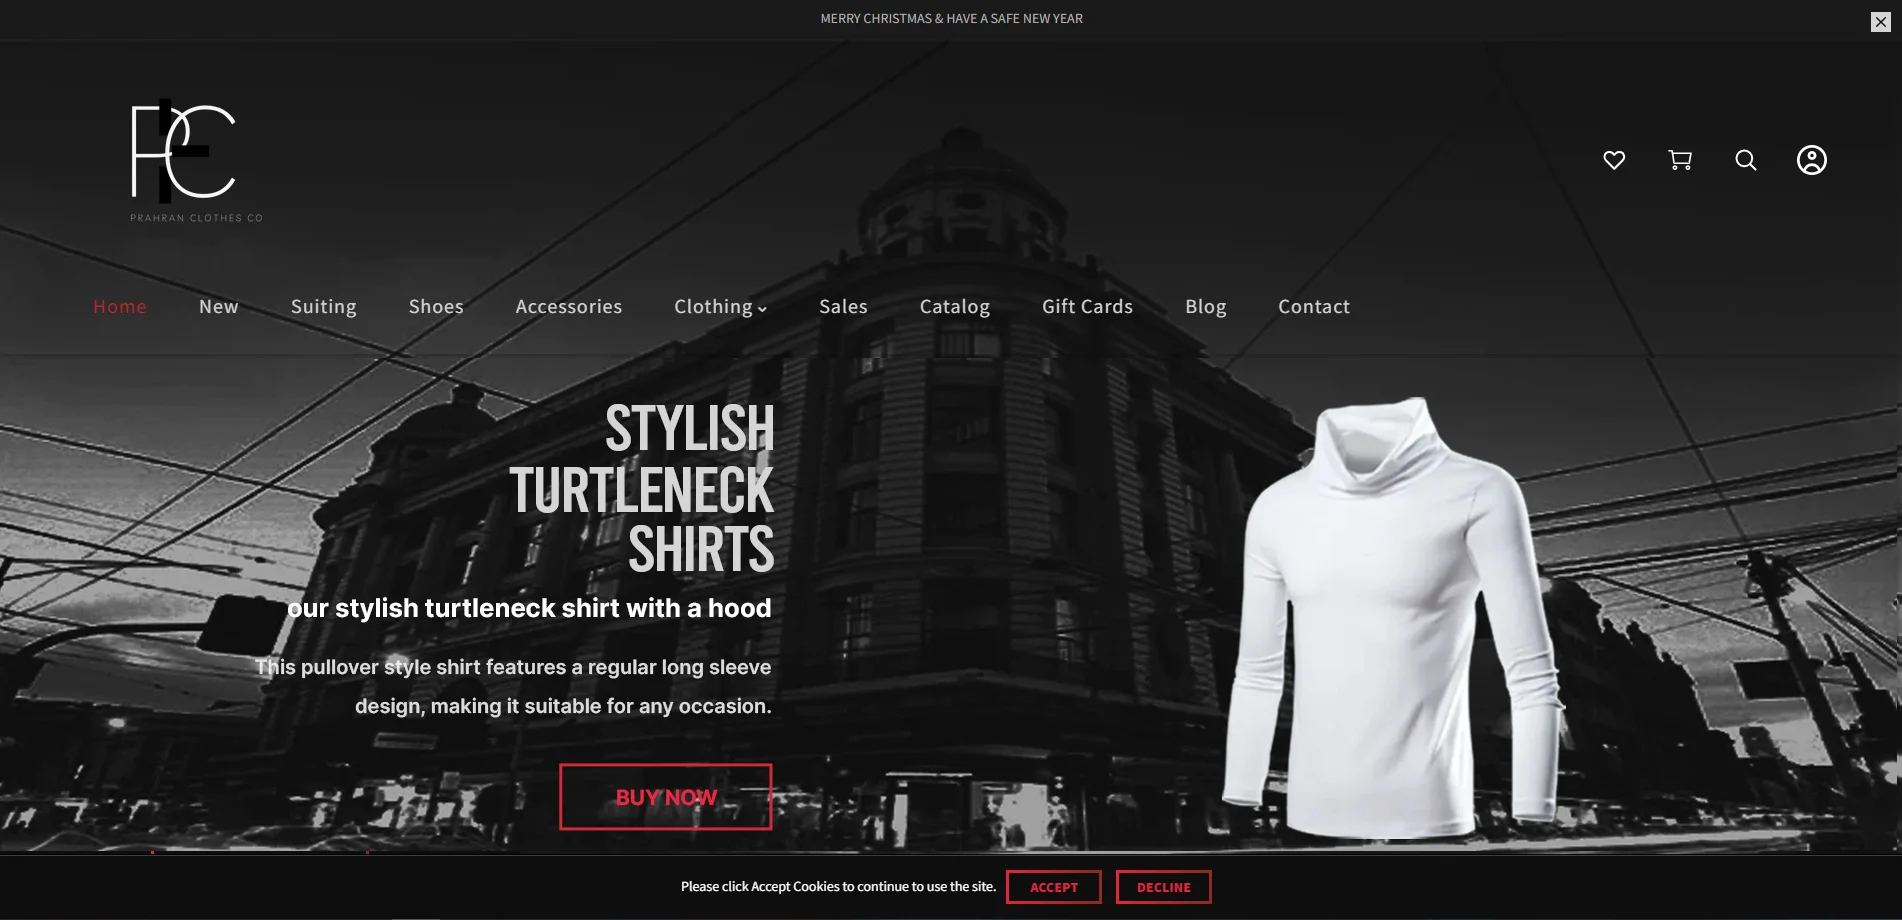 MERRY CHRISTMAS & HAVE A SAFE NEW YEAR
PC
PRAHRAN CLOTHES CO
Home New Suiting Shoes Accessories Clothing Sales Catalog Gift Cards Blog Contact
STYLISH
TURTLENECK
SHIRTS
our stylish turtleneck shirt with a hood
This pullover style shirt features a regular long sleeve
design, making it suitable for any occasion.
BUY NOW
Please click Accept Cookies to continue to use the site. ACCEPT DECLINE